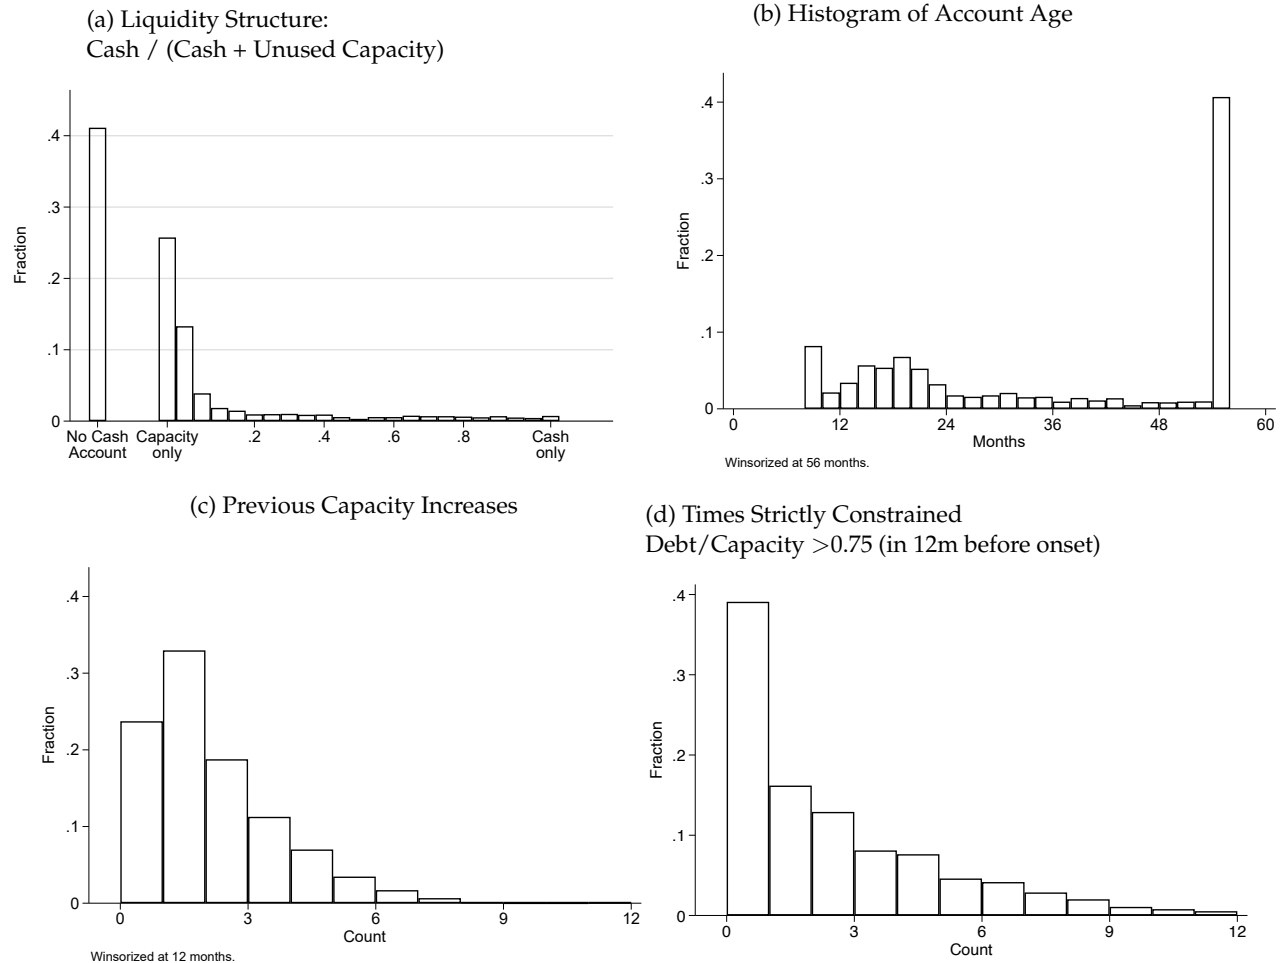 (a) Liquidity Structure:
Cash / (Cash + Unused Capacity)
.4
.3
.2
.1
0
Fraction
No Cash Account
Capacity only
.2
.4
.6
.8
Cash only
(b) Histogram of Account Age
.4
.3
.2
.1
0
Fraction
0
12
24
36
48
60
Months
Winsorized at 56 months.
(c) Previous Capacity Increases
.4
.3
.2
.1
0
Fraction
0
3
6
9
12
Count
Winsorized at 12 months.
(d) Times Strictly Constrained
Debt/Capacity >0.75 (in 12m before onset)
.4
.3
.2
.1
0
Fraction
0
3
6
9
12
Count